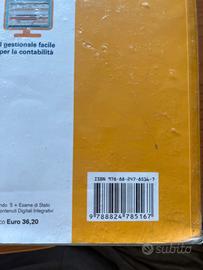 l gestionale facile
per la contabilità
ISBN 978-88-247-8516-7
9 788824 785167
ndo 5 + Esame di Stato
ontenuti Digitali Integrativi
co Euro 36,20
subito